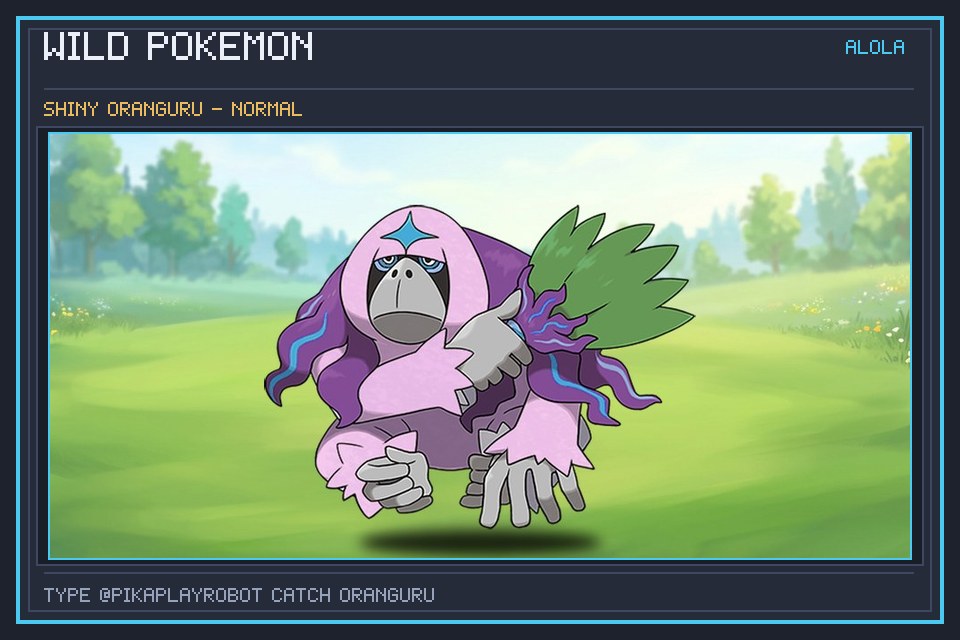 WILD POKEMON
ALOLA
SHINY ORANGURU - NORMAL
TYPE @PIKAPLAYROBOT CATCH ORANGURU